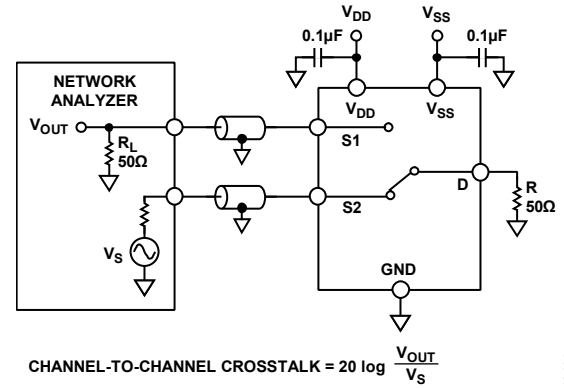 VDD
VSS
0.1µF
0.1µF
NETWORK
ANALYZER
VDD
VSS
VOUT
RL
50Ω
S1
S2
D
R
50Ω
VS
GND
CHANNEL-TO-CHANNEL CROSSTALK = 20 log VOUT
VS